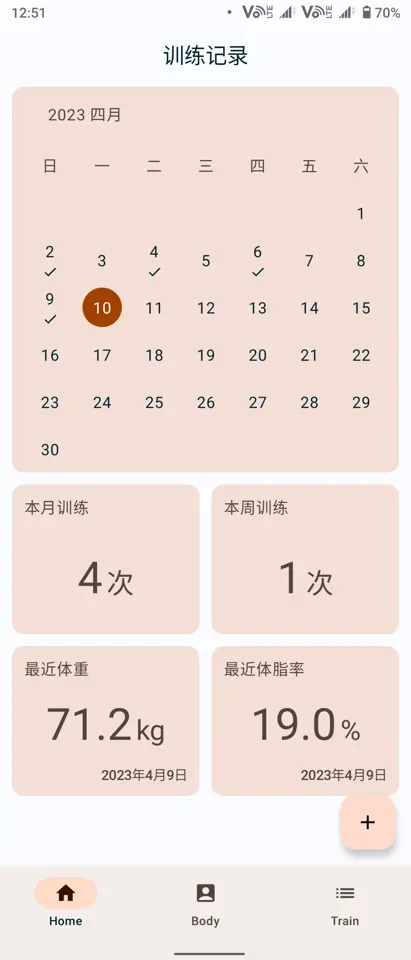 12:51 • Vo LTE Vo LTE 70%
训练记录
2023 四月
日 一 二 三 四 五 六
1
2 3 4 5 6 7 8
9 10 11 12 13 14 15
16 17 18 19 20 21 22
23 24 25 26 27 28 29
30
本月训练 本周训练
4次 1次
最近体重 最近体脂率
71.2kg 19.0%
2023年4月9日 2023年4月9日
+
Home Body Train